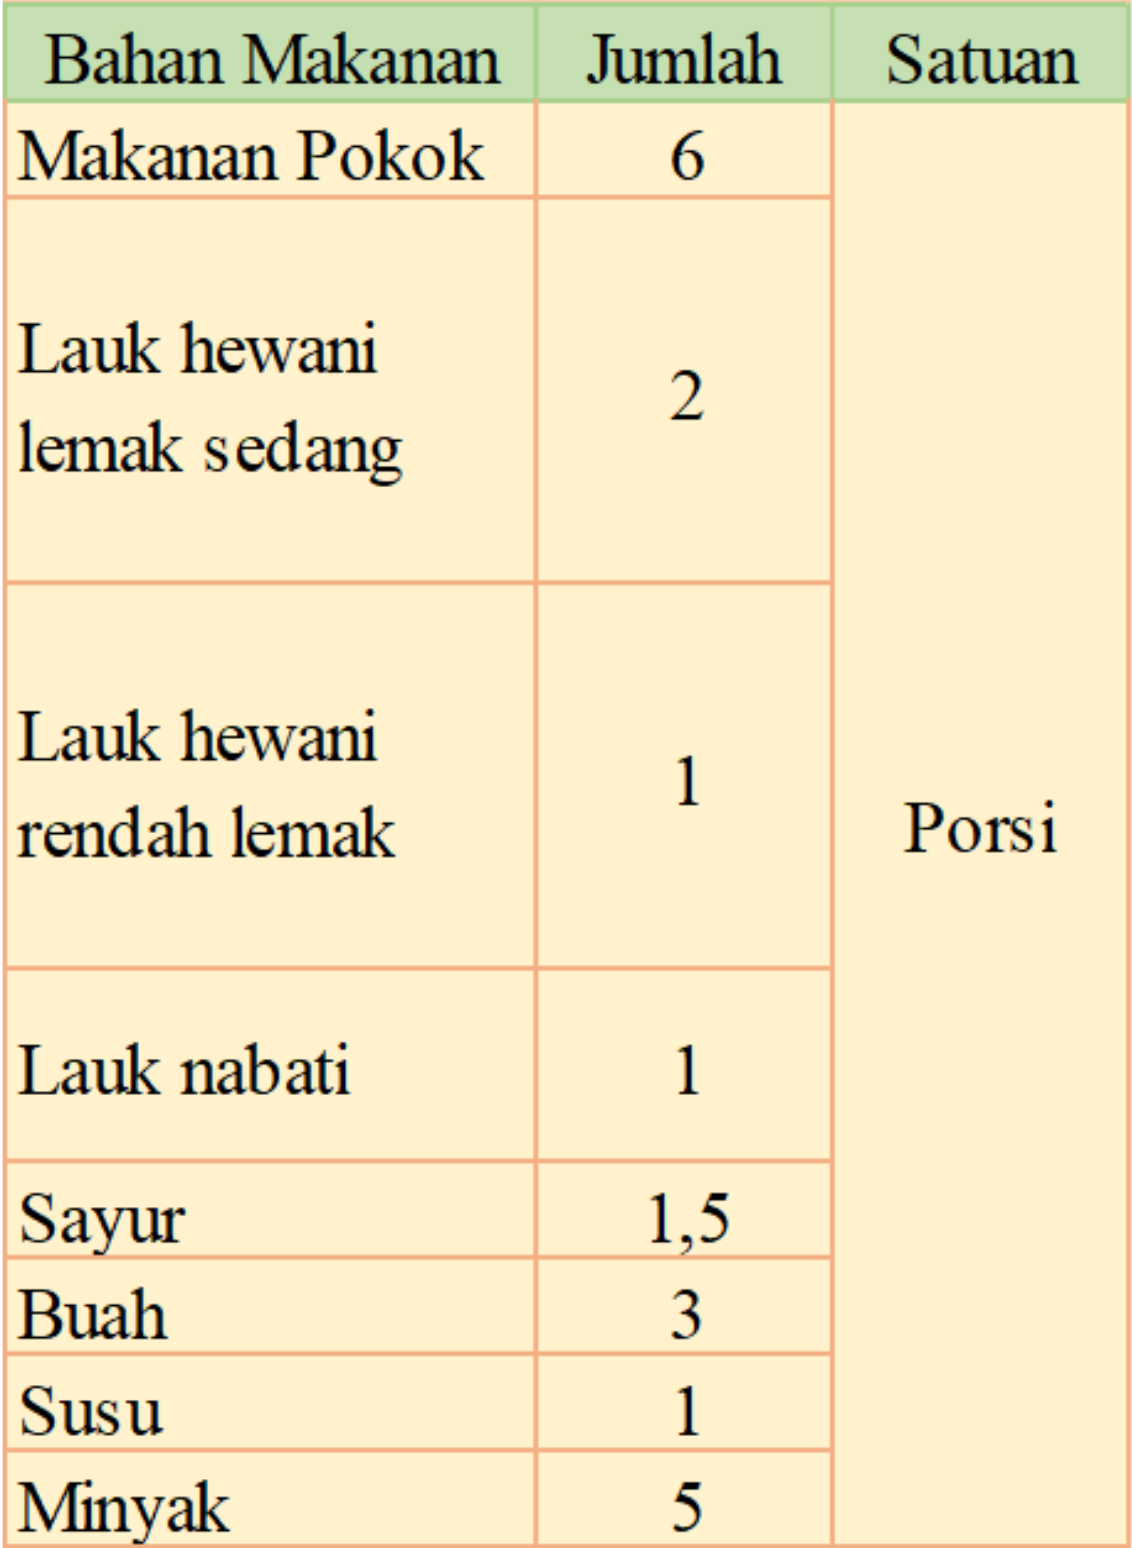 Bahan Makanan Jumlah Satuan
Makanan Pokok 6
Lauk hewani
lemak sedang
2
Lauk hewani
rendah lemak
1
Porsi
Lauk nabati 1
Sayur 1,5
Buah 3
Susu 1
Minyak 5